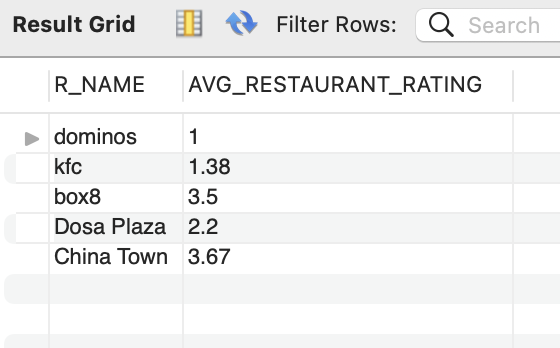 Result Grid Filter Rows: Search
R_NAME AVG_RESTAURANT_RATING
dominos 1
kfc 1.38
box8 3.5
Dosa Plaza 2.2
China Town 3.67